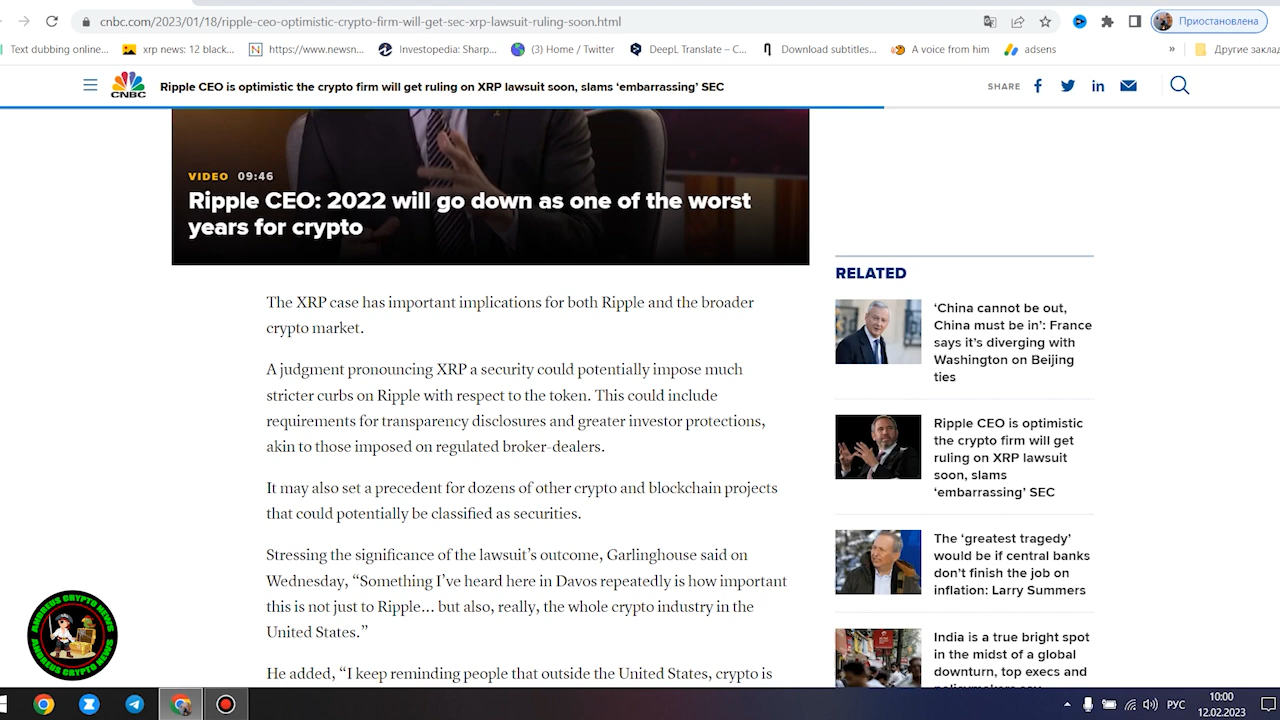 cnbc.com/2023/01/18/ripple-ceo-optimistic-crypto-firm-will-get-sec-xrp-lawsuit-ruling-soon.html
Приостановлена
Text dubbing online...
xrp news: 12 black...
https://www.newsn...
Investopedia: Sharp...
(3) Home / Twitter
DeepL Translate – C...
Download subtitles...
A voice from him
adsens
»
Другие закла
CNBC
Ripple CEO is optimistic the crypto firm will get ruling on XRP lawsuit soon, slams ‘embarrassing’ SEC
SHARE
VIDEO 09:46
Ripple CEO: 2022 will go down as one of the worst
years for crypto
The XRP case has important implications for both Ripple and the broader
crypto market.
A judgment pronouncing XRP a security could potentially impose much
stricter curbs on Ripple with respect to the token. This could include
requirements for transparency disclosures and greater investor protections,
akin to those imposed on regulated broker-dealers.
It may also set a precedent for dozens of other crypto and blockchain projects
that could potentially be classified as securities.
Stressing the significance of the lawsuit’s outcome, Garlinghouse said on
Wednesday, “Something I’ve heard here in Davos repeatedly is how important
this is not just to Ripple... but also, really, the whole crypto industry in the
United States.”
He added, “I keep reminding people that outside the United States, crypto is
RELATED
‘China cannot be out,
China must be in’: France
says it’s diverging with
Washington on Beijing
ties
Ripple CEO is optimistic
the crypto firm will get
ruling on XRP lawsuit
soon, slams
‘embarrassing’ SEC
The ‘greatest tragedy’
would be if central banks
don’t finish the job on
inflation: Larry Summers
India is a true bright spot
in the midst of a global
downturn, top execs and
ANDREUS CRYPTO NEWS
ANDREUS CRYPTO NEWS
РУС
10:00
12.02.2023